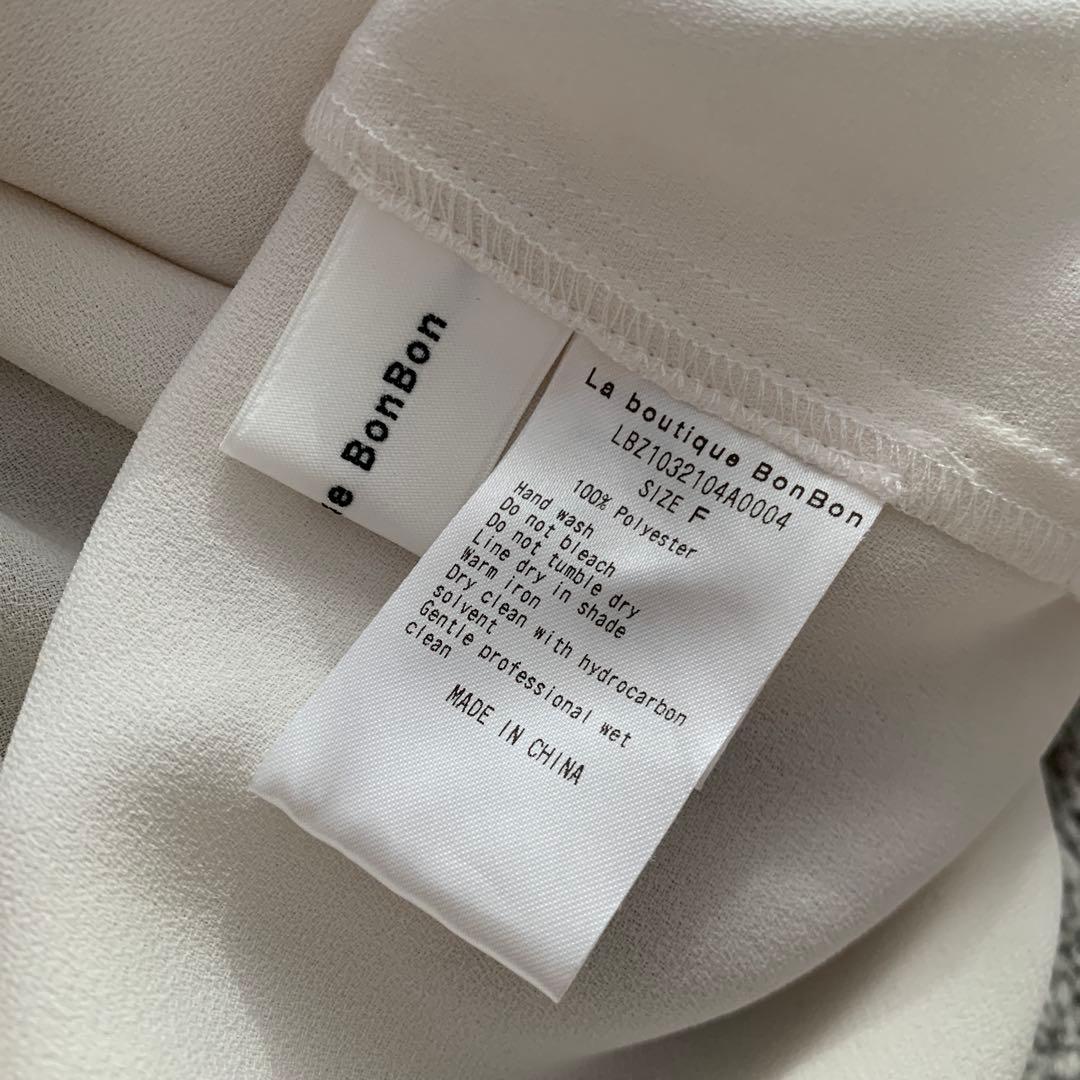 e BonBon
La boutique BonBon
LBZ1032104A0004
SIZE F
100% Polyester
Hand wash
Do not bleach
Do not tumble dry
Line dry in shade
Warm iron
Dry clean with hydrocarbon
solvent
Gentle professional wet
clean
MADE IN CHINA